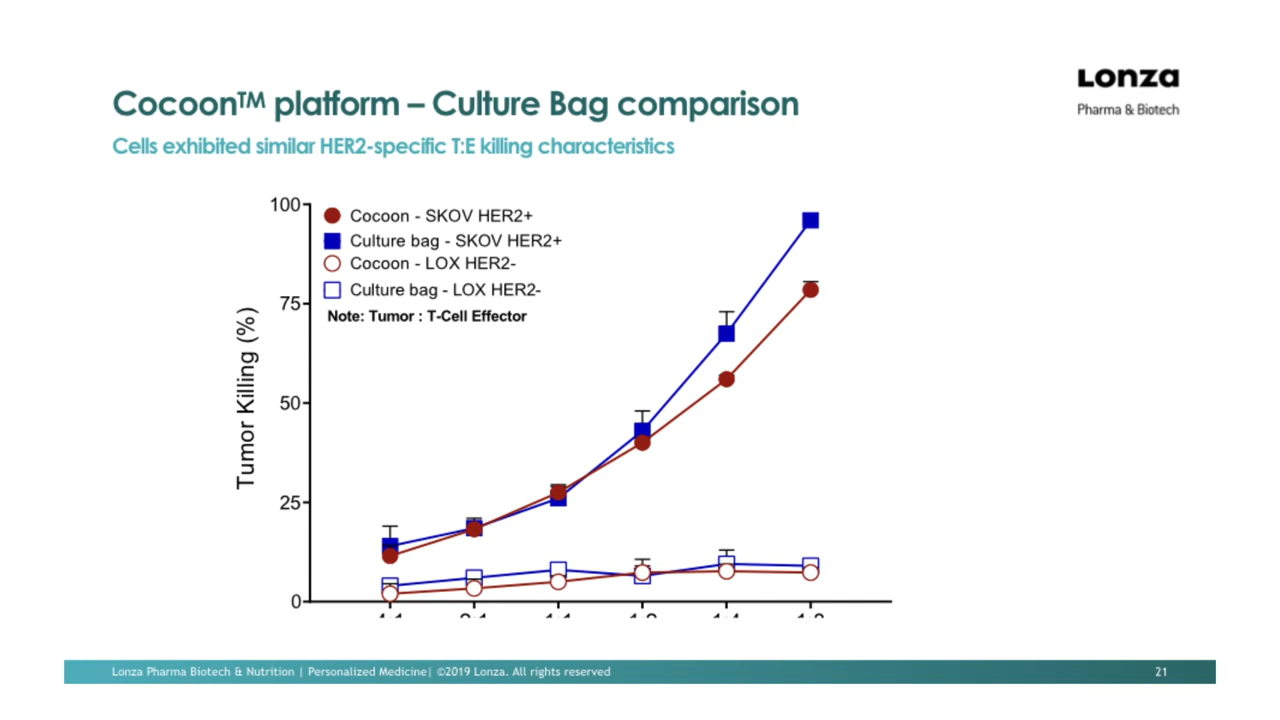 Lonza
Pharma & Biotech
Cocoon™ platform – Culture Bag comparison
Cells exhibited similar HER2-specific T:E killing characteristics
100
75
50
25
0
Tumor Killing (%)
Cocoon - SKOV HER2+
Culture bag - SKOV HER2+
Cocoon - LOX HER2-
Culture bag - LOX HER2-
Note: Tumor : T-Cell Effector
Lonza Pharma Biotech & Nutrition | Personalized Medicine| ©2019 Lonza. All rights reserved
21